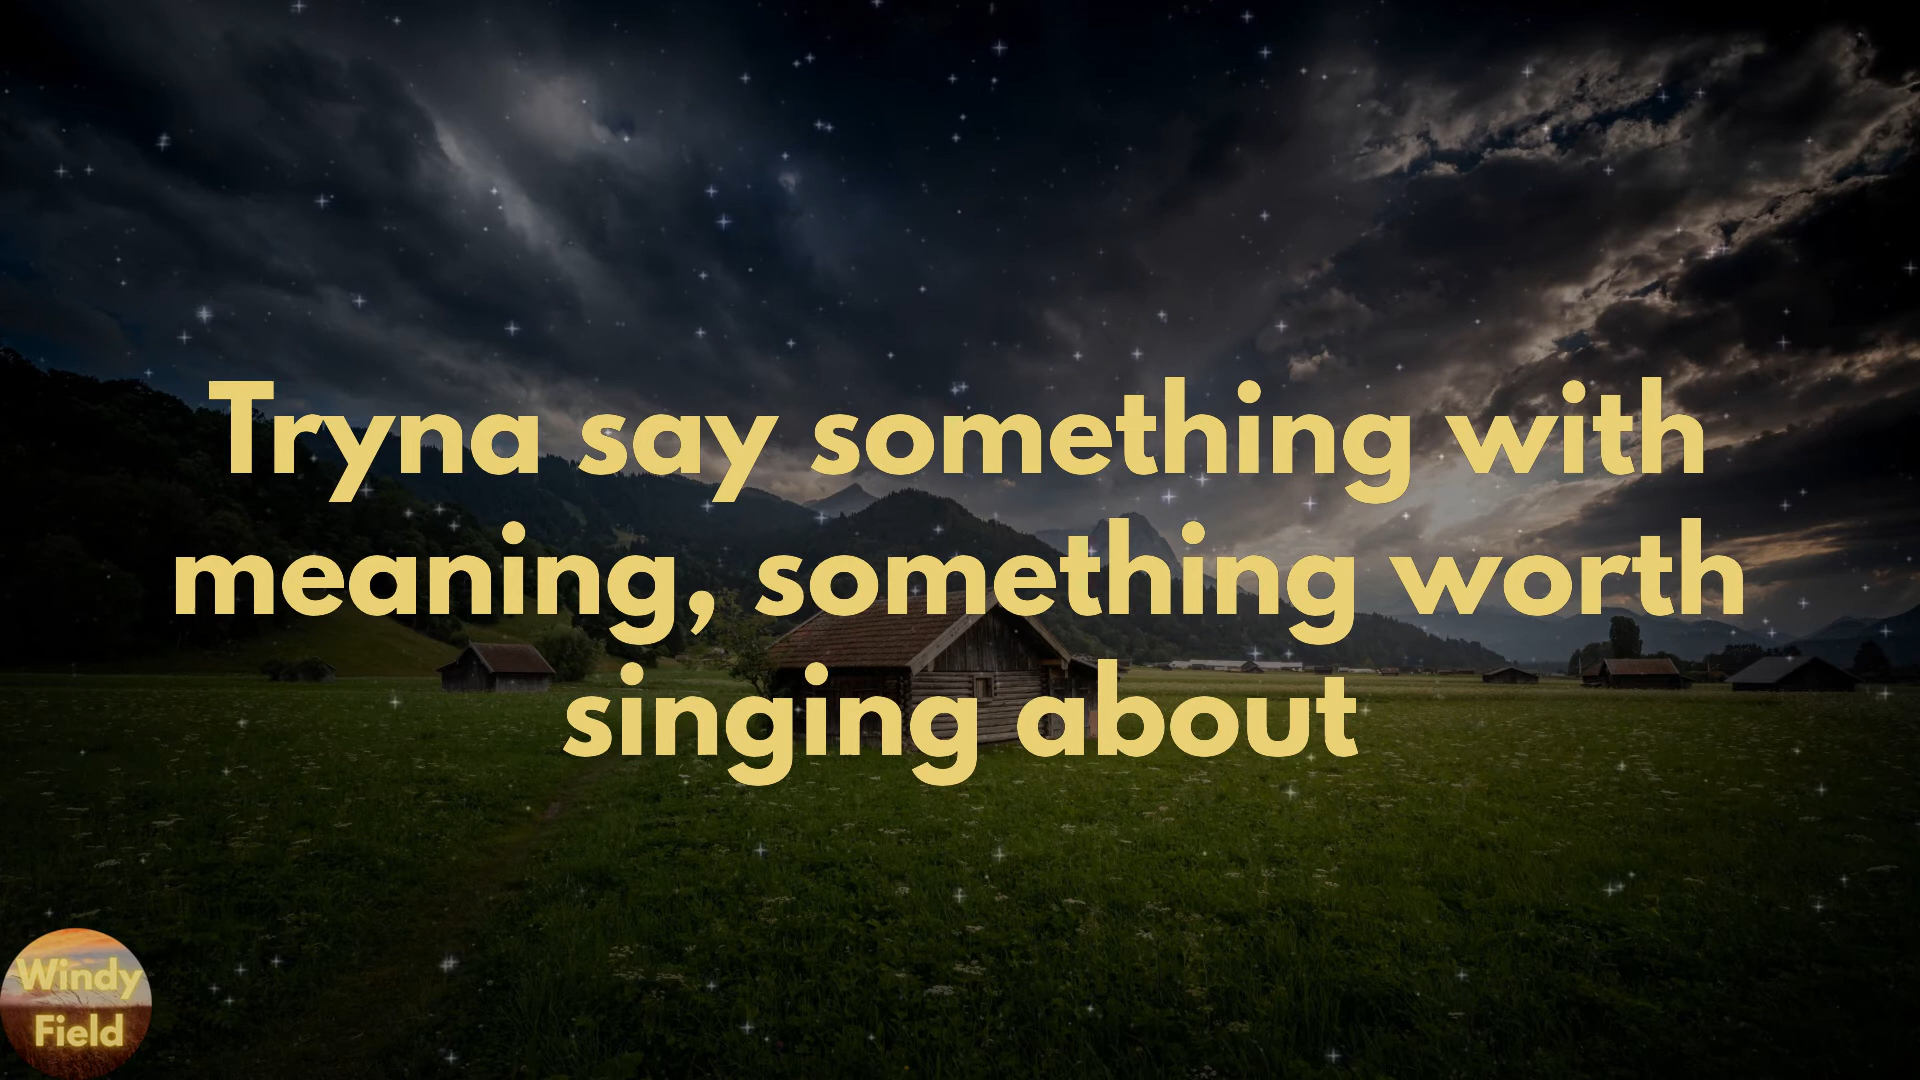 Tryna say something with
meaning, something worth
singing about
Windy
Field